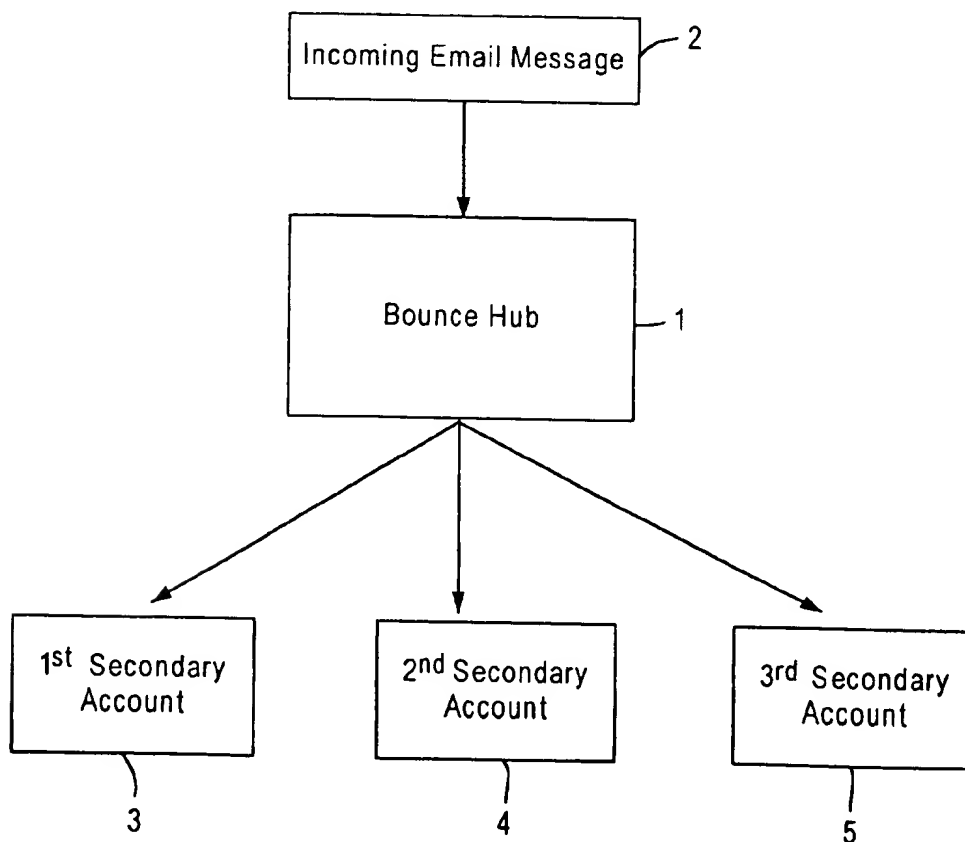 Incoming Email Message
2
Bounce Hub
1
1st Secondary
Account
2nd Secondary
Account
3rd Secondary
Account
3
4
5